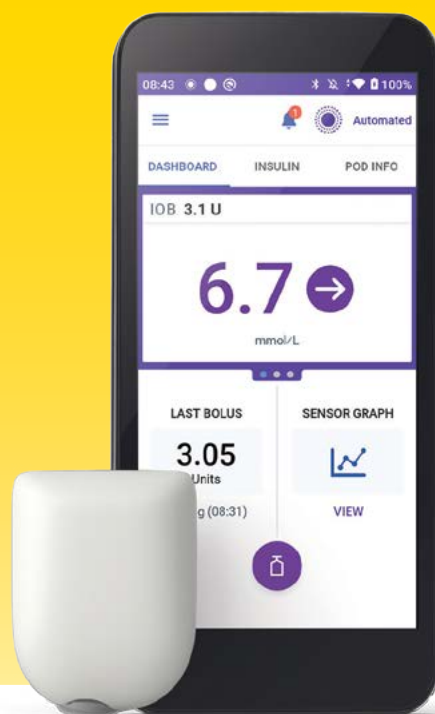 08:43 100%
1 Automated
DASHBOARD INSULIN POD INFO
IOB 3.1 U
6.7
mmol/L
LAST BOLUS SENSOR GRAPH
3.05
Units
(08:31) VIEW